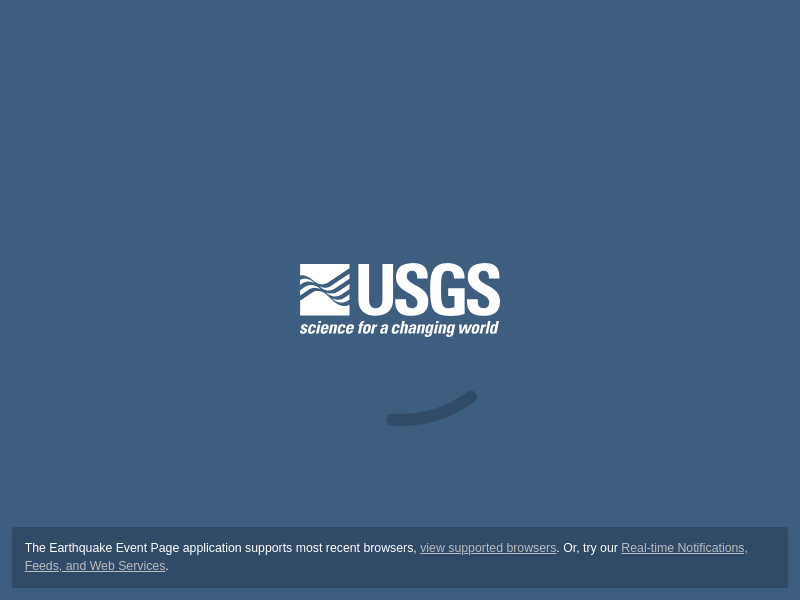 USGS
science for a changing world
The Earthquake Event Page application supports most recent browsers, view supported browsers. Or, try our Real-time Notifications,
Feeds, and Web Services.